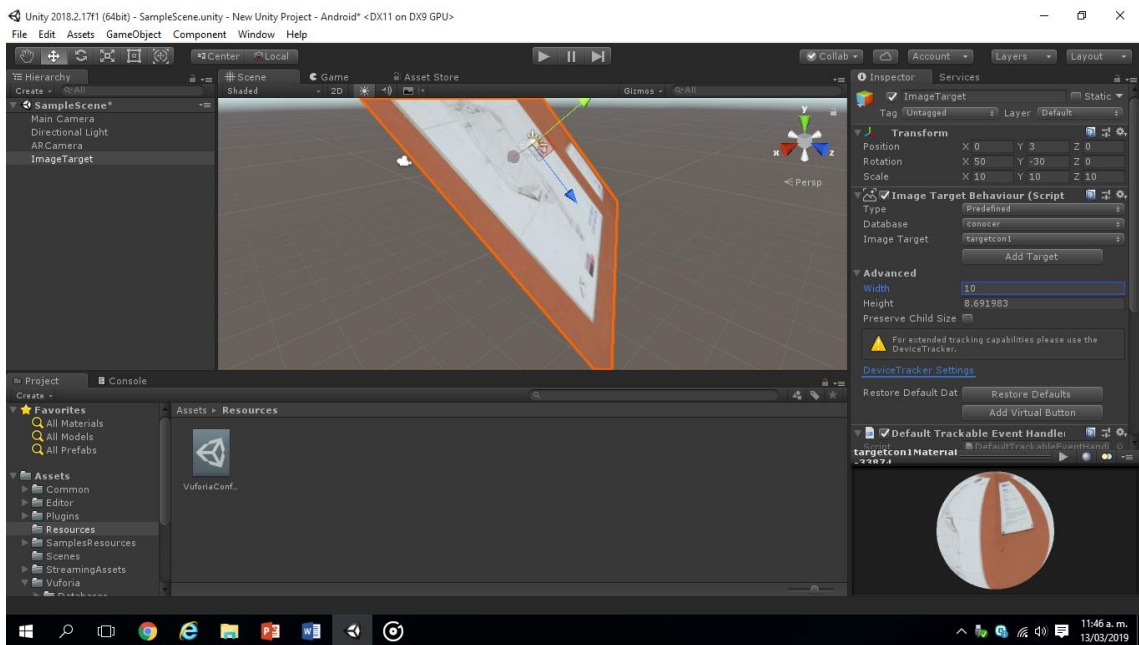 Unity 2018.2.17f1 (64bit) - SampleScene.unity - New Unity Project - Android* <DX11 on DX9 GPU>
File Edit Assets GameObject Component Window Help
Center Local
Collab Account Layers Layout
Hierarchy
Create All
SampleScene*
Main Camera
Directional Light
ARCamera
ImageTarget
Scene Game Asset Store
Shaded 2D Gizmos All
y
x z
Persp
Inspector Services
ImageTarget Static
Tag Untagged Layer Default
Transform
Position X 0 Y 3 Z 0
Rotation X 50 Y -30 Z 0
Scale X 10 Y 10 Z 10
Image Target Behaviour (Script
Type Predefined
Database conocer
Image Target targetcon1
Add Target
Advanced
Width 10
Height 8.691983
Preserve Child Size
For extended tracking capabilities please use the
DeviceTracker.
DeviceTracker Settings
Restore Default Dat Restore Defaults
Add Virtual Button
Default Trackable Event Handler
Script DefaultTrackableEventHandl
targetcon1Material
-33874
Project Console
Create
Favorites
All Materials
All Models
All Prefabs
Assets
Common
Editor
Plugins
Resources
SamplesResources
Scenes
StreamingAssets
Vuforia
Databases
Assets Resources
VuforiaConf..
11:46 a. m.
13/03/2019